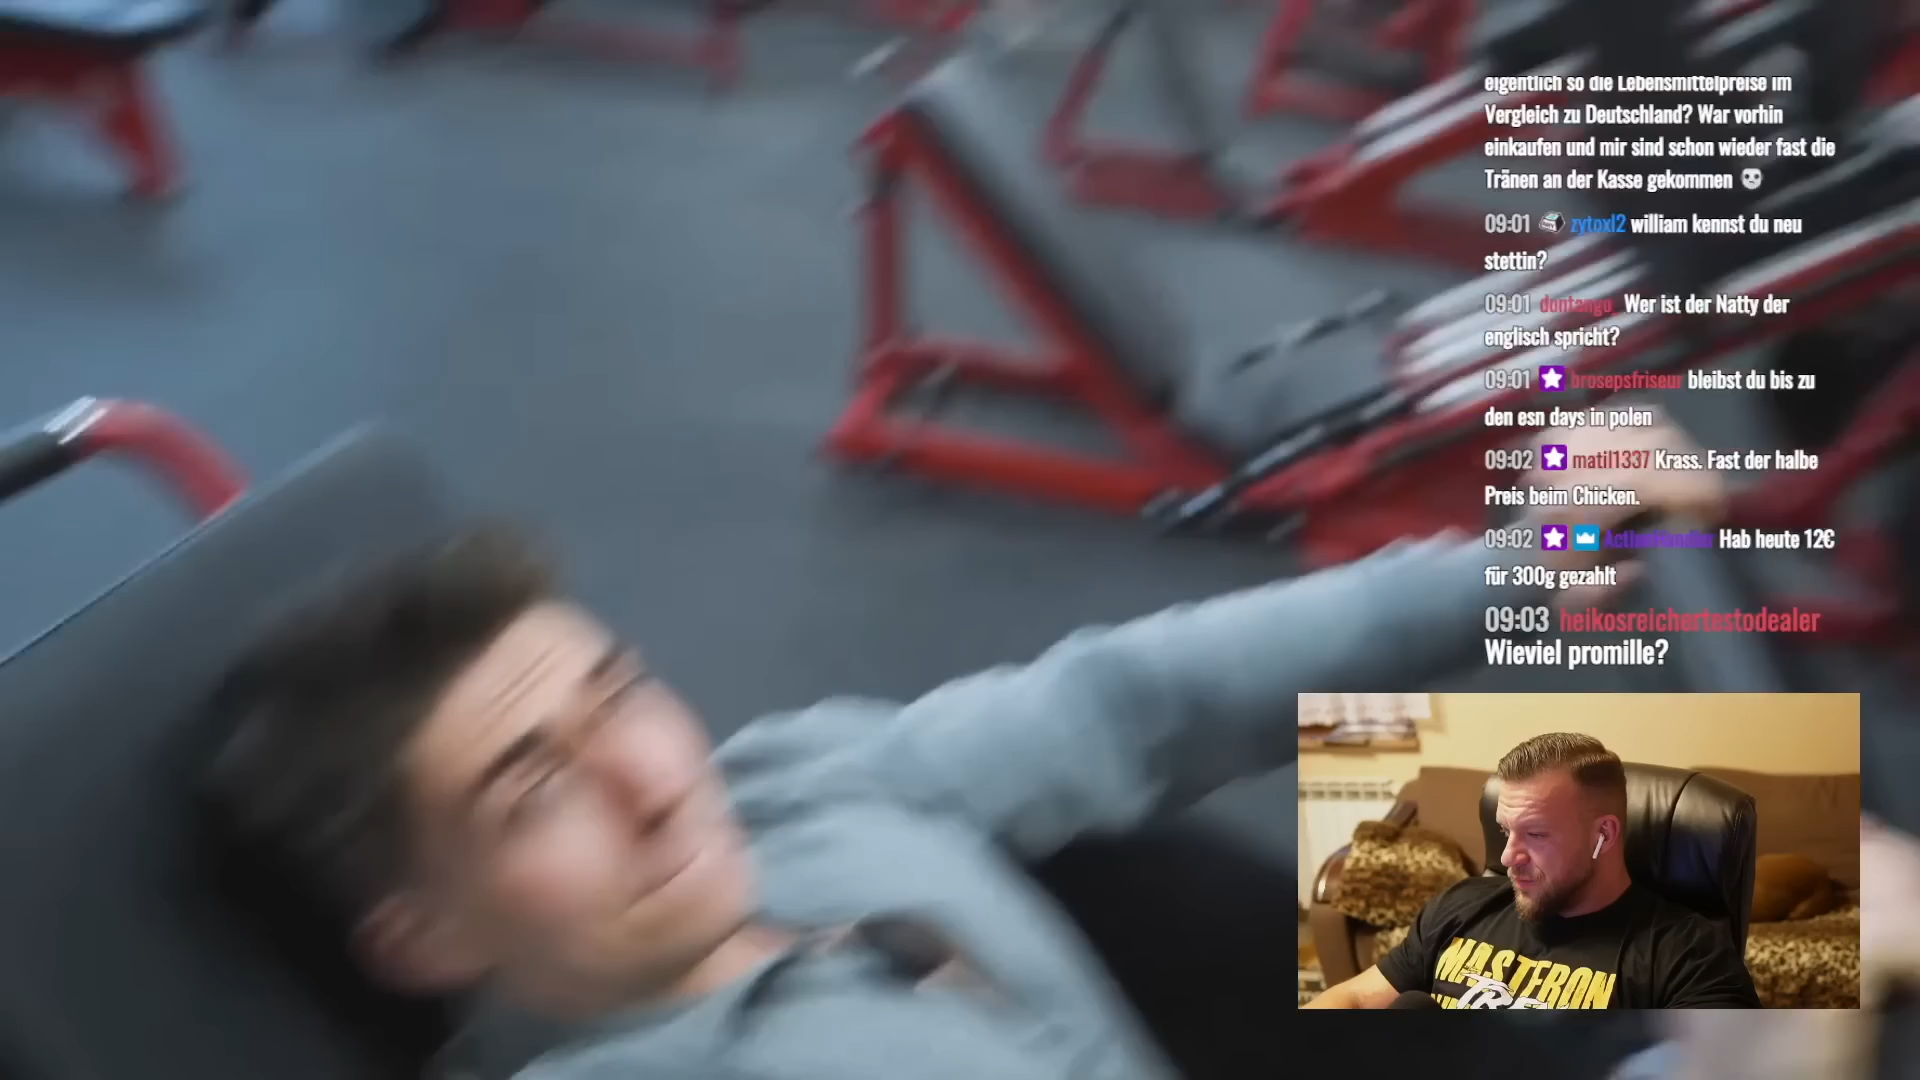 eigentlich so die Lebensmittelpreise im
Vergleich zu Deutschland? War vorhin
einkaufen und mir sind schon wieder fast die
Tränen an der Kasse gekommen 💀
09:01 zytoxl2 william kennst du neu
stettin?
09:01 dontango_ Wer ist der Natty der
englisch spricht?
09:01 brosepsfriseur bleibst du bis zu
den esn days in polen
09:02 matil1337 Krass. Fast der halbe
Preis beim Chicken.
09:02 Hab heute 12€
für 300g gezahlt
09:03 heikosreichertestodealer
Wieviel promille?
MASTERON